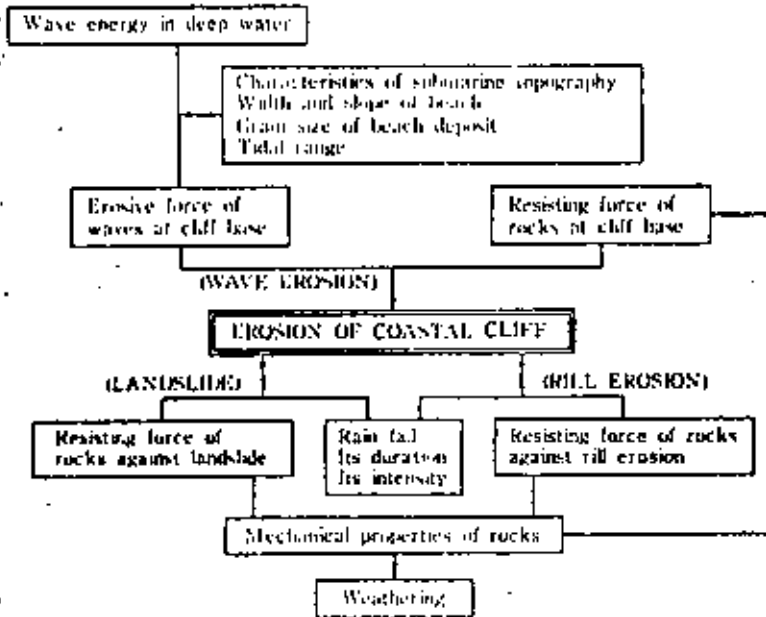 Wave energy in deep water
Characteristics of submarine topography
Width and slope of beach
Grain size of beach deposit
Tidal range
Erosive force of
waves at cliff base
Resisting force of
rocks at cliff base
(WAVE EROSION)
EROSION OF COASTAL CLIFF
(LANDSLIDE)
(RILL EROSION)
Resisting force of
rocks against landslide
Rain fall
Its duration
Its intensity
Resisting force of rocks
against rill erosion
Mechanical properties of rocks
Weathering